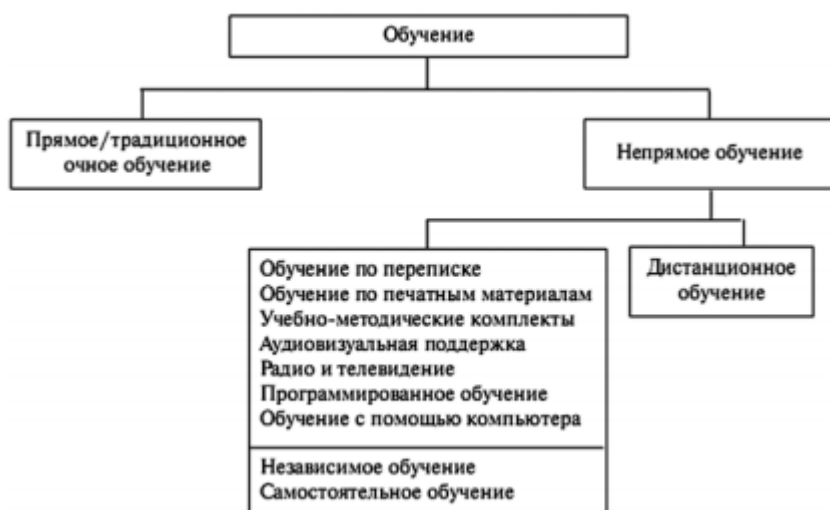 Обучение
Прямое/традиционное
очное обучение
Непрямое обучение
Обучение по переписке
Обучение по печатным материалам
Учебно-методические комплекты
Аудиовизуальная поддержка
Радио и телевидение
Программированное обучение
Обучение с помощью компьютера
Независимое обучение
Самостоятельное обучение
Дистанционное
обучение